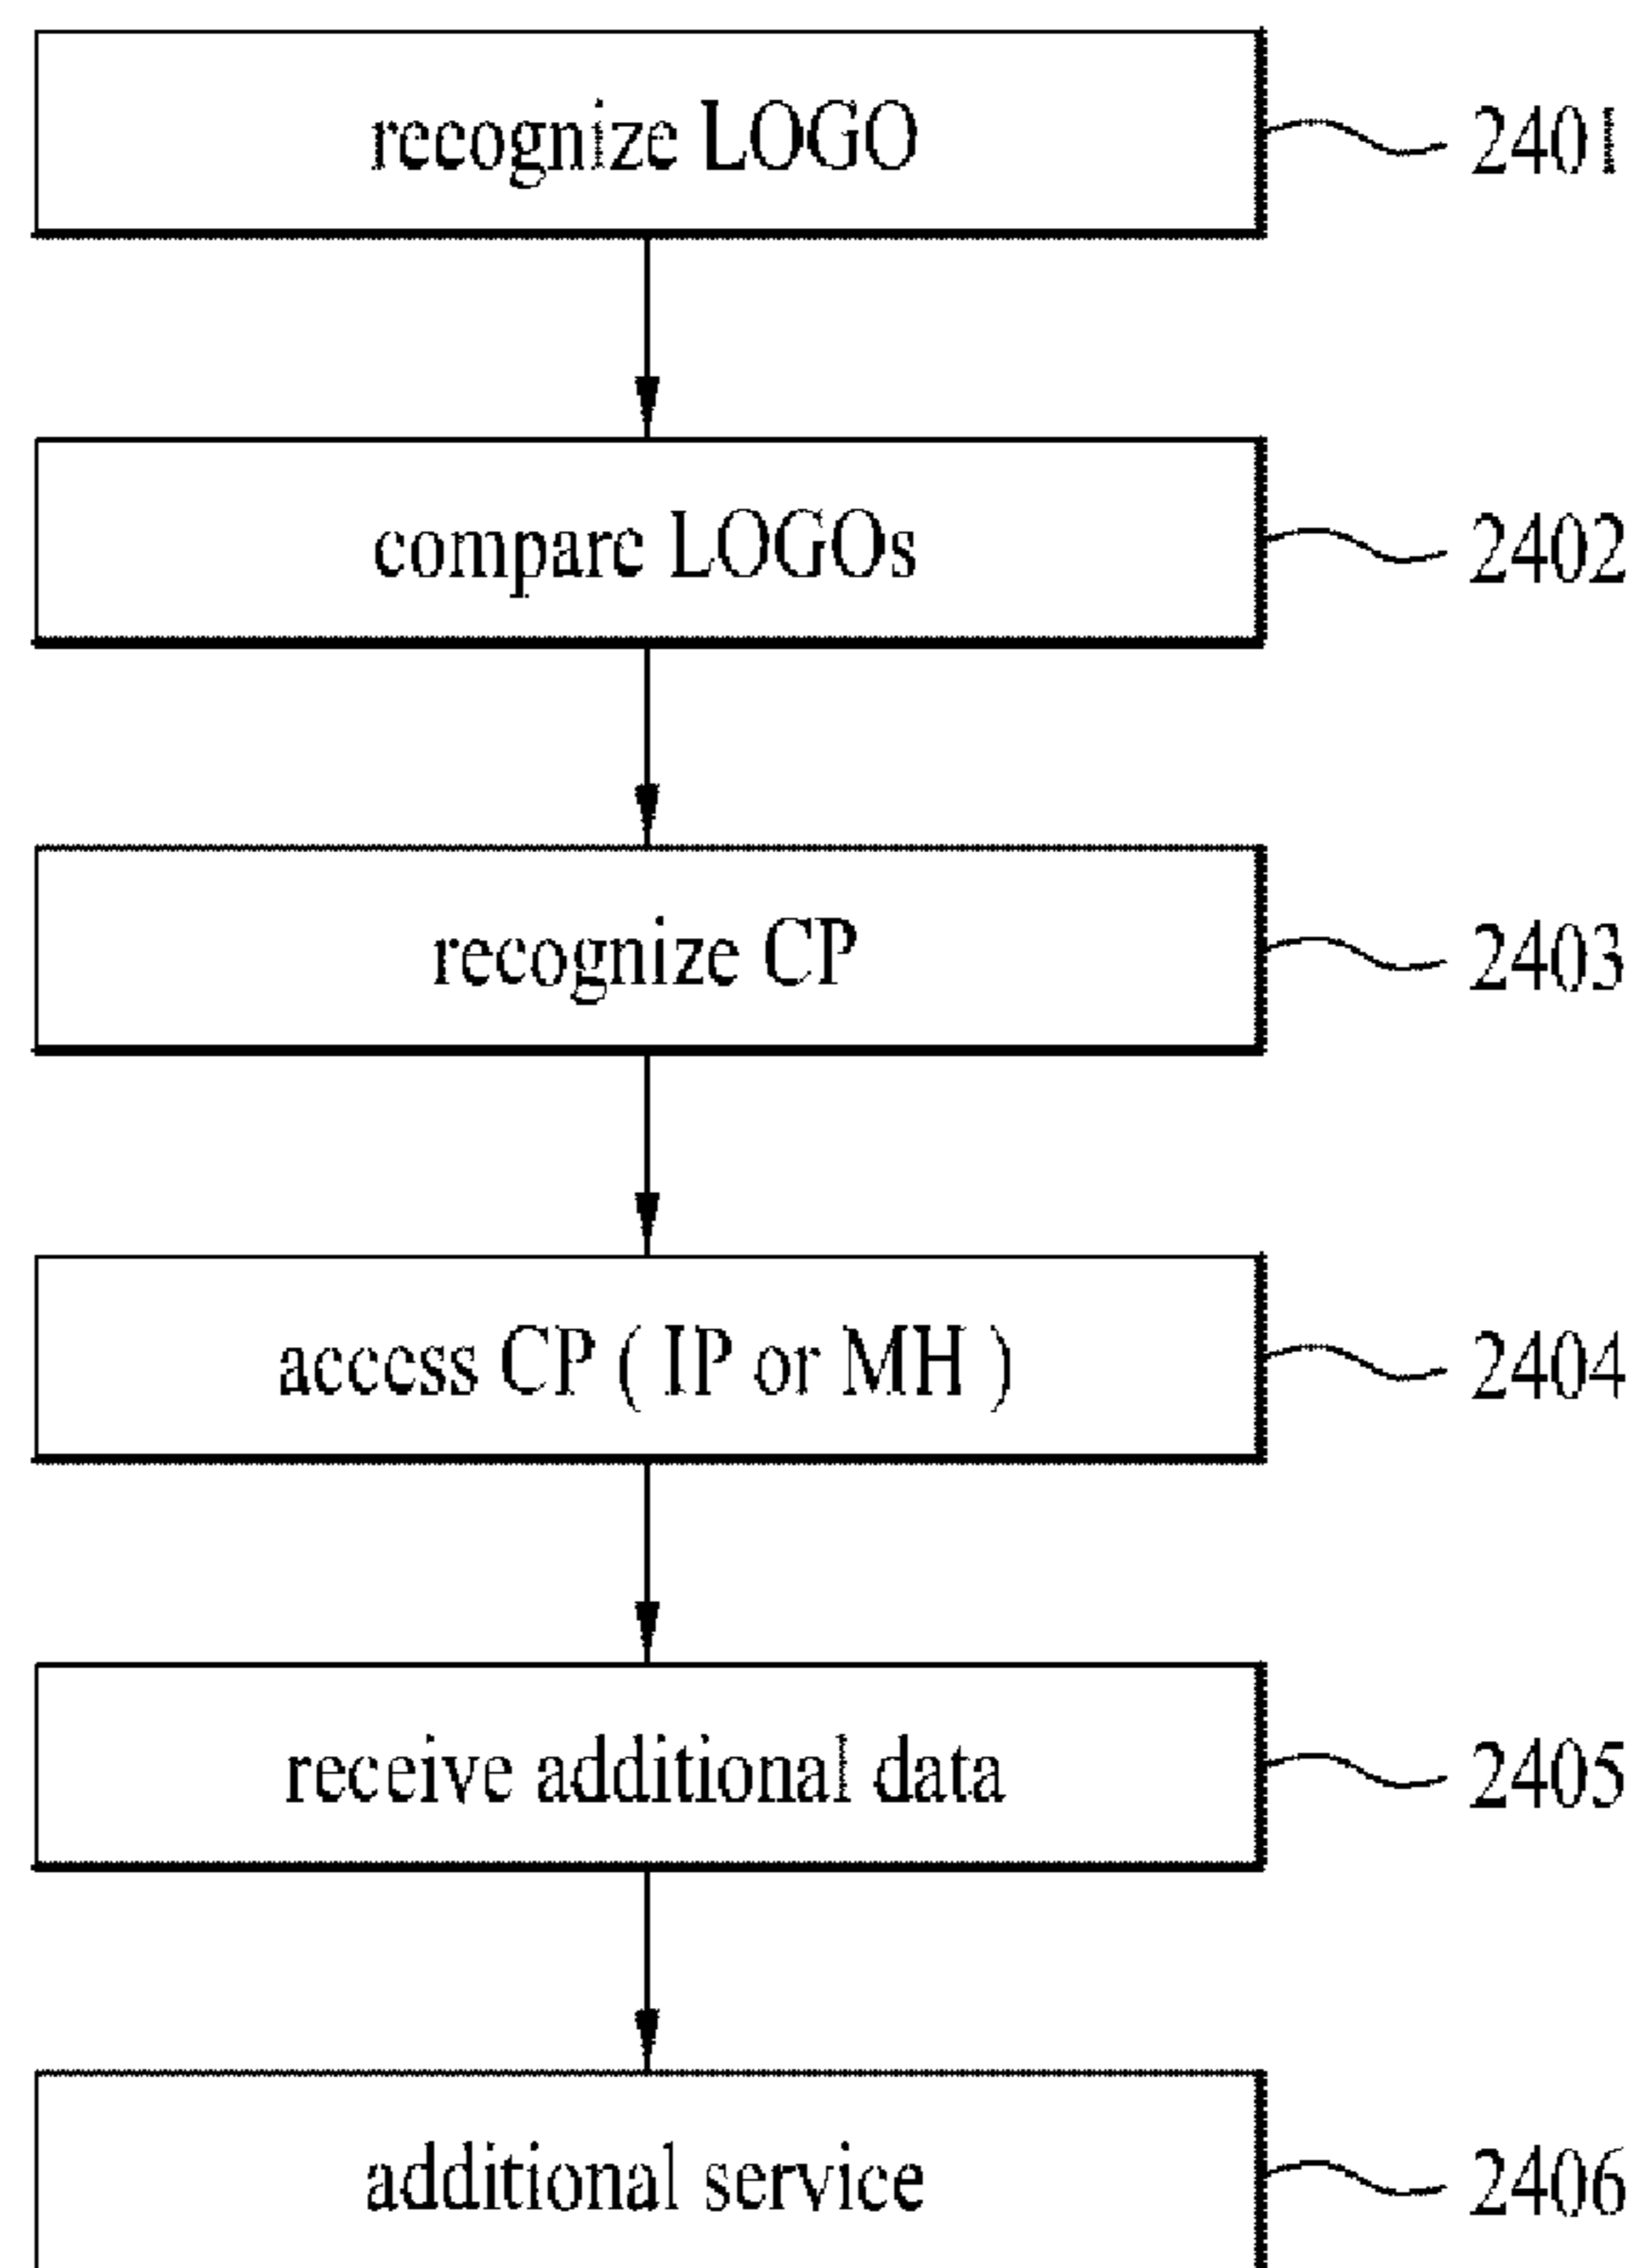 recognize LOGO 2401
compare LOGOs 2402
recognize CP 2403
access CP ( IP or MH ) 2404
receive additional data 2405
additional service 2406